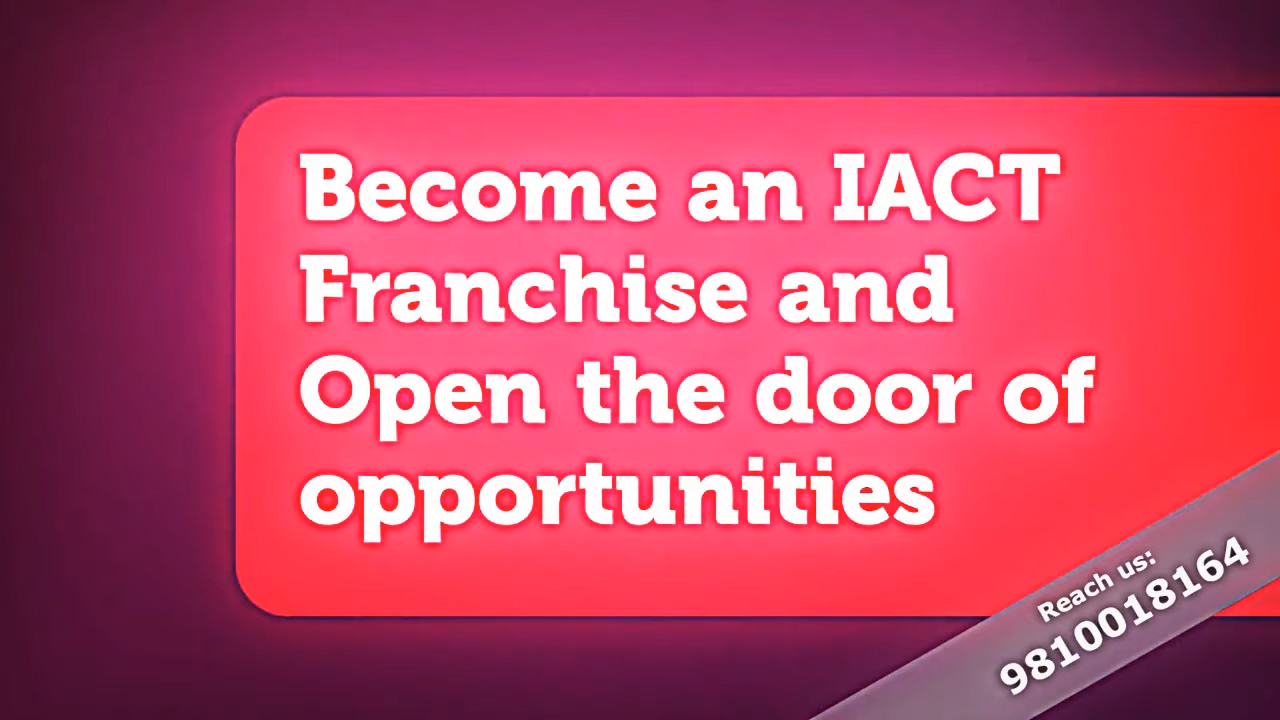 Become an IACT
Franchise and
Open the door of
opportunities
Reach us:
9810018164